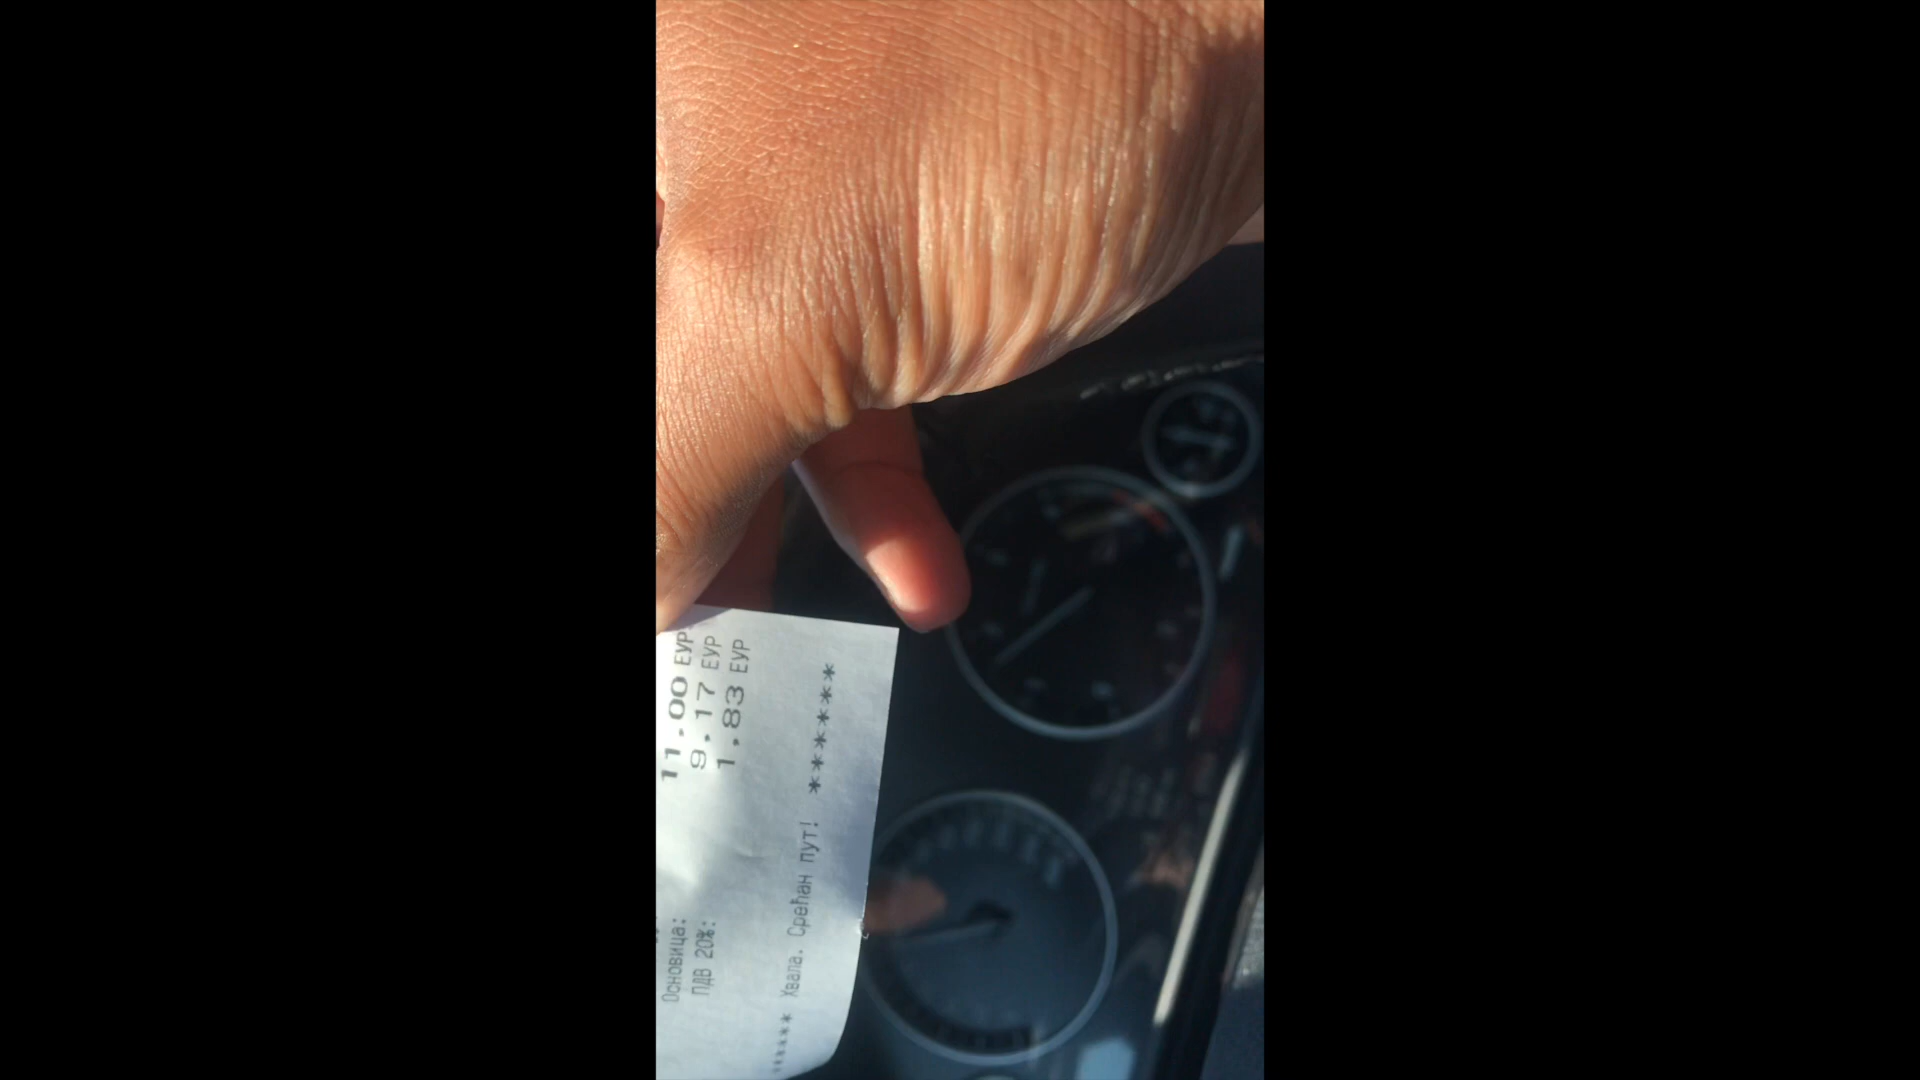 11.00 ЕУР
Основица: 9.17 ЕУР
ПДВ 20%: 1.83 ЕУР
***** Хвала. Срећан пут! *******